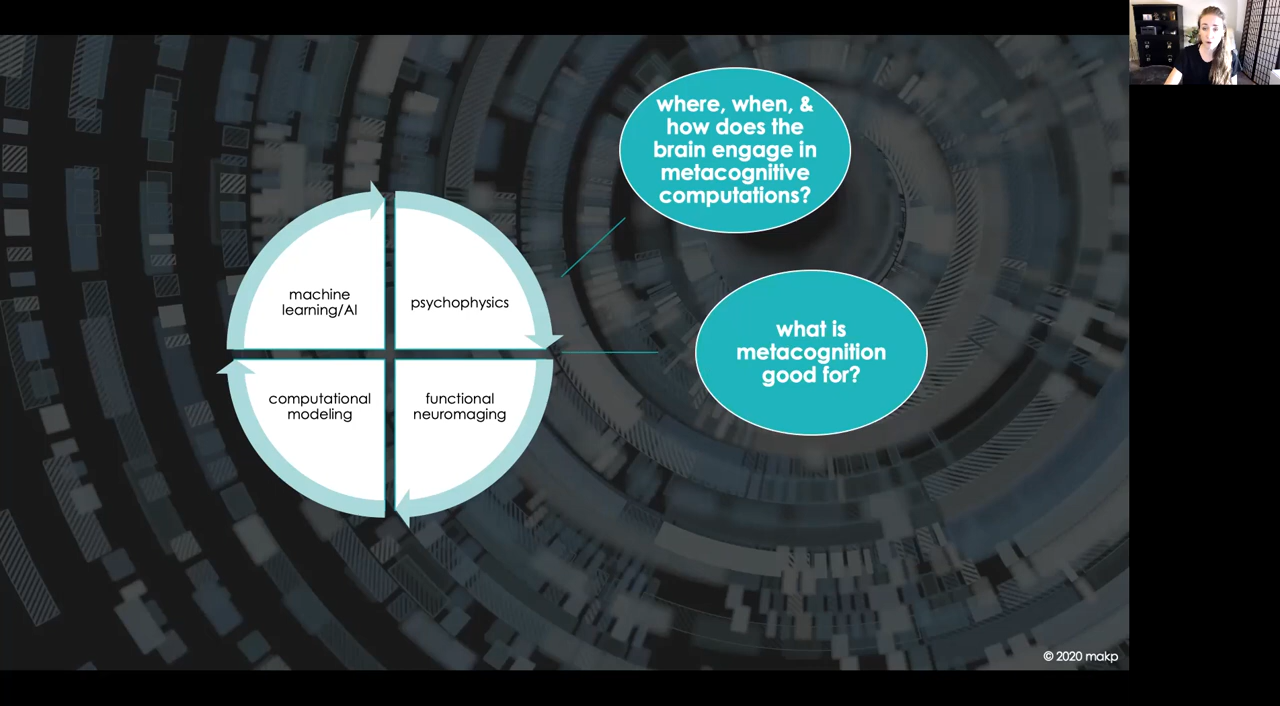 where, when, &
how does the
brain engage in
metacognitive
computations?
machine
learning/AI
psychophysics
what is
metacognition
good for?
computational
modeling
functional
neuromaging
© 2020 makp